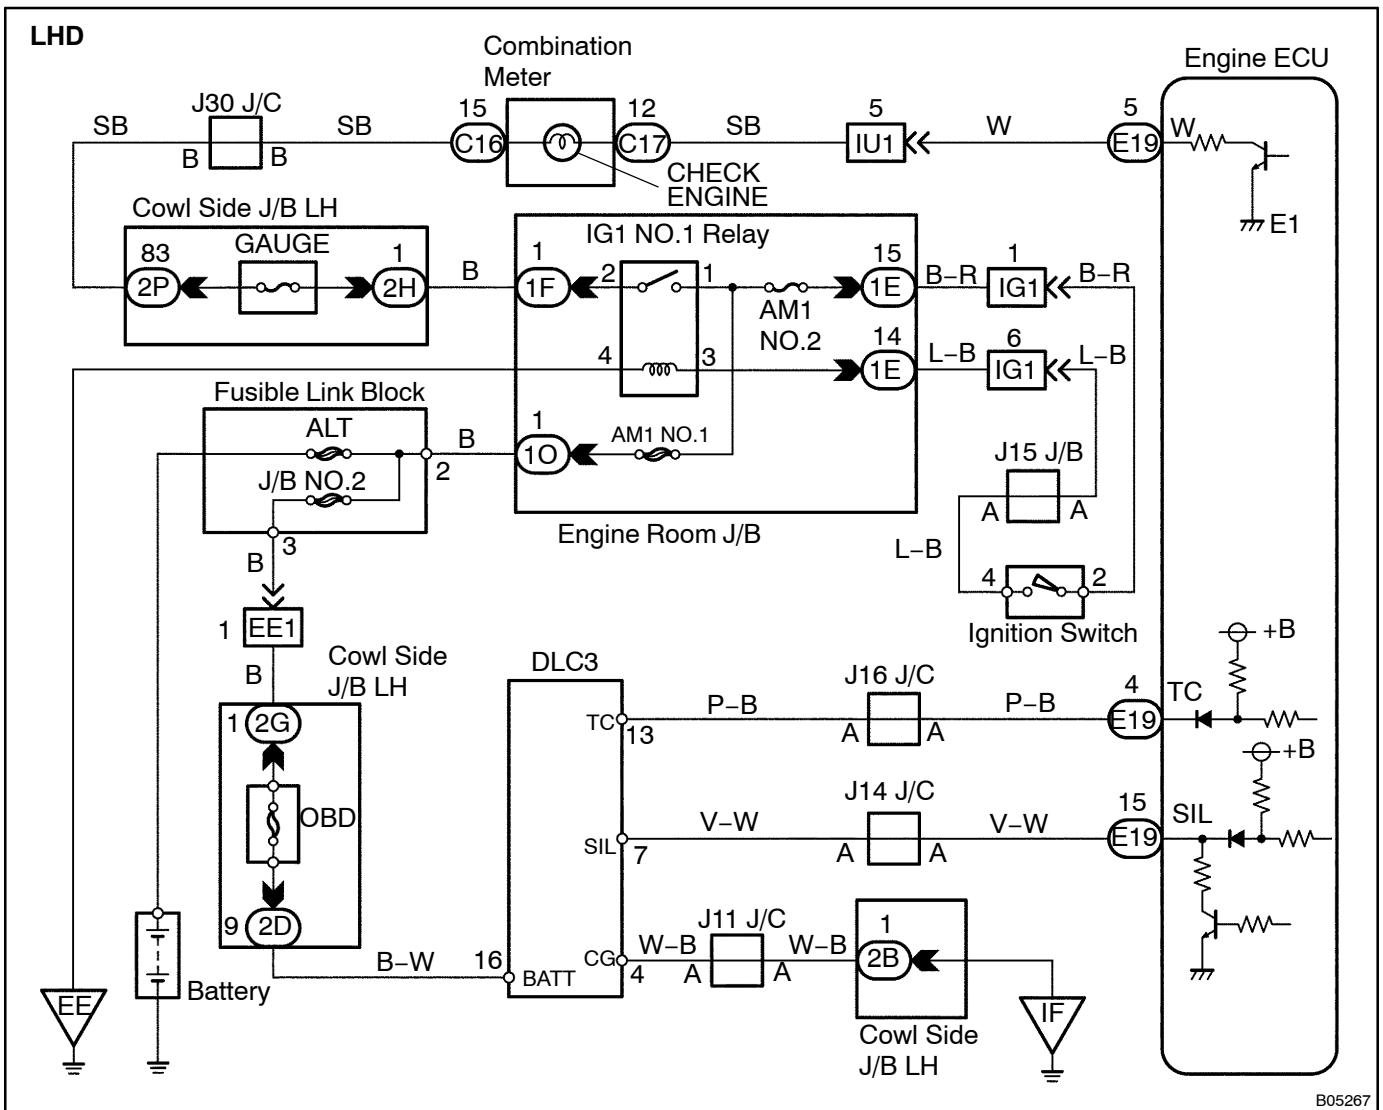 LHD
Combination
Meter
Engine ECU
J30 J/C
15
12
5
5
SB
SB
SB
W
W
C16
C17
IU1
E19
B
B
CHECK
ENGINE
E1
Cowl Side J/B LH
IG1 NO.1 Relay
83
GAUGE
1
1
2
1
15
1
2P
2H
B
1F
1E
B–R
IG1
B–R
AM1
NO.2
4
3
14
6
1E
L–B
IG1
L–B
Fusible Link Block
ALT
B
1
1O
AM1 NO.1
2
J/B NO.2
J15 J/B
A
A
Engine Room J/B
3
B
L–B
4
2
1
EE1
Ignition Switch
+B
B
Cowl Side
J/B LH
DLC3
J16 J/C
4
TC
1
2G
TC
13
P–B
P–B
E19
A
A
+B
J14 J/C
15
SIL
OBD
V–W
V–W
E19
SIL
7
A
A
9
2D
J11 J/C
1
W–B
W–B
2B
CG
4
A
A
B–W
16
BATT
Battery
EE
IF
Cowl Side
J/B LH
B05267